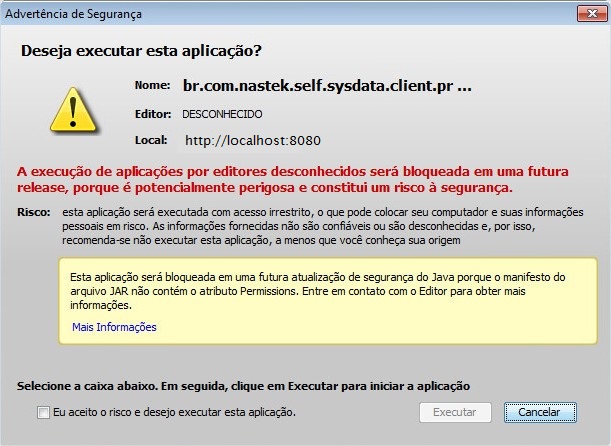 Advertência de Segurança
Deseja executar esta aplicação?
Nome: br.com.nastek.self.sysdata.client.pr ...
Editor: DESCONHECIDO
Local: http://localhost:8080
A execução de aplicações por editores desconhecidos será bloqueada em uma futura
release, porque é potencialmente perigosa e constitui um risco à segurança.
Risco: esta aplicação será executada com acesso irrestrito, o que pode colocar seu computador e suas informações
pessoais em risco. As informações fornecidas não são confiáveis ou são desconhecidas e, por isso,
recomenda-se não executar esta aplicação, a menos que você conheça sua origem
Esta aplicação será bloqueada em uma futura atualização de segurança do Java porque o manifesto do
arquivo JAR não contém o atributo Permissions. Entre em contato com o Editor para obter mais
informações.
Mais Informações
Selecione a caixa abaixo. Em seguida, clique em Executar para iniciar a aplicação
Eu aceito o risco e desejo executar esta aplicação.
Executar
Cancelar